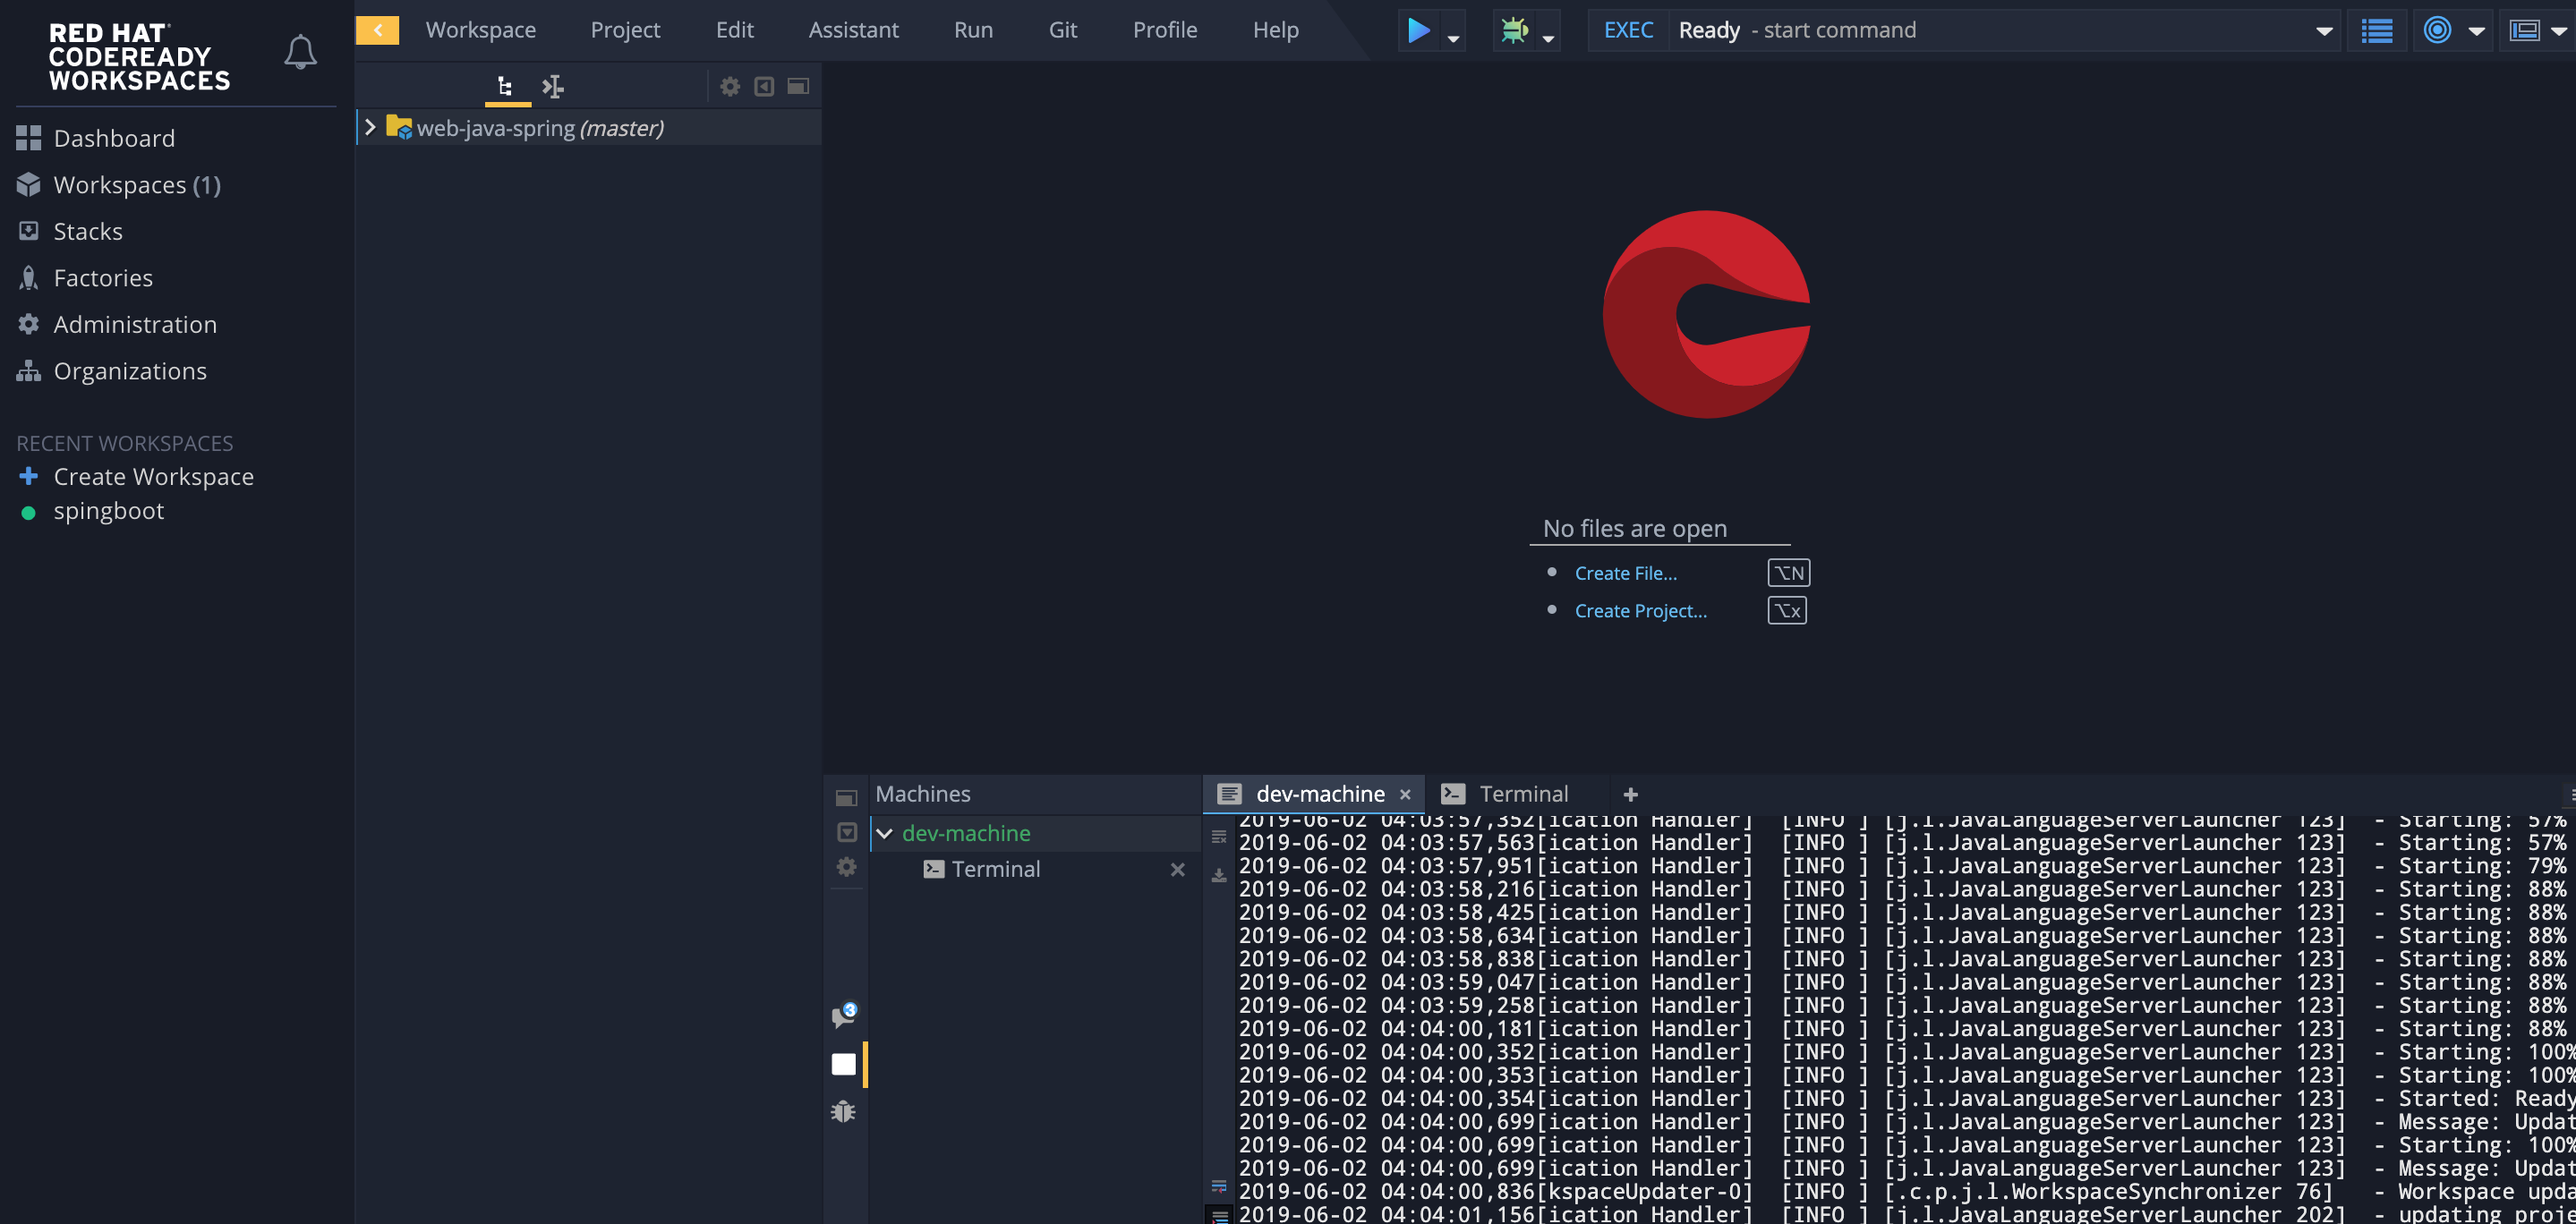 RED HAT
CODEREADY
WORKSPACES
Dashboard
Workspaces (1)
Stacks
Factories
Administration
Organizations
RECENT WORKSPACES
Create Workspace
spingboot
Workspace Project Edit Assistant Run Git Profile Help
EXEC Ready - start command
web-java-spring (master)
No files are open
Create File... ⌥N
Create Project... ⌥x
Machines
dev-machine
Terminal
3
dev-machine × Terminal +
2019-06-02 04:03:57,352[ication Handler] [INFO ] [j.l.JavaLanguageServerLauncher 123] - Starting: 57%
2019-06-02 04:03:57,563[ication Handler] [INFO ] [j.l.JavaLanguageServerLauncher 123] - Starting: 57%
2019-06-02 04:03:57,951[ication Handler] [INFO ] [j.l.JavaLanguageServerLauncher 123] - Starting: 79%
2019-06-02 04:03:58,216[ication Handler] [INFO ] [j.l.JavaLanguageServerLauncher 123] - Starting: 88%
2019-06-02 04:03:58,425[ication Handler] [INFO ] [j.l.JavaLanguageServerLauncher 123] - Starting: 88%
2019-06-02 04:03:58,634[ication Handler] [INFO ] [j.l.JavaLanguageServerLauncher 123] - Starting: 88%
2019-06-02 04:03:58,838[ication Handler] [INFO ] [j.l.JavaLanguageServerLauncher 123] - Starting: 88%
2019-06-02 04:03:59,047[ication Handler] [INFO ] [j.l.JavaLanguageServerLauncher 123] - Starting: 88%
2019-06-02 04:03:59,258[ication Handler] [INFO ] [j.l.JavaLanguageServerLauncher 123] - Starting: 88%
2019-06-02 04:04:00,181[ication Handler] [INFO ] [j.l.JavaLanguageServerLauncher 123] - Starting: 88%
2019-06-02 04:04:00,352[ication Handler] [INFO ] [j.l.JavaLanguageServerLauncher 123] - Starting: 100%
2019-06-02 04:04:00,353[ication Handler] [INFO ] [j.l.JavaLanguageServerLauncher 123] - Starting: 100%
2019-06-02 04:04:00,354[ication Handler] [INFO ] [j.l.JavaLanguageServerLauncher 123] - Started: Ready
2019-06-02 04:04:00,699[ication Handler] [INFO ] [j.l.JavaLanguageServerLauncher 123] - Message: Updat
2019-06-02 04:04:00,699[ication Handler] [INFO ] [j.l.JavaLanguageServerLauncher 123] - Starting: 100%
2019-06-02 04:04:00,699[ication Handler] [INFO ] [j.l.JavaLanguageServerLauncher 123] - Message: Updat
2019-06-02 04:04:00,836[kspaceUpdater-0] [INFO ] [.c.p.j.l.WorkspaceSynchronizer 76] - Workspace upda
2019-06-02 04:04:01,156[ication Handler] [INFO ] [j.l.JavaLanguageServerLauncher 202] - updating proj